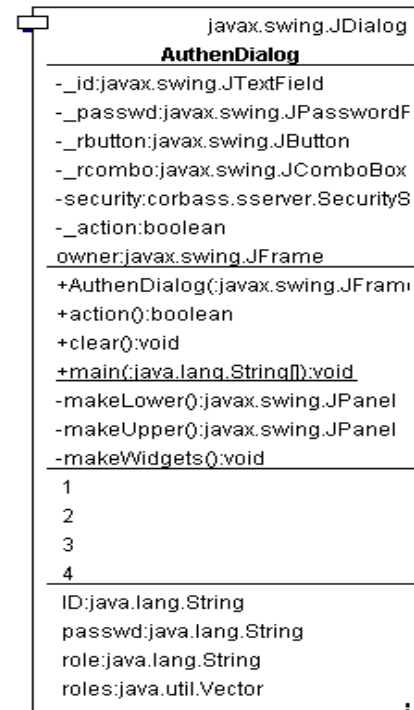 javax.swing.JDialog
AuthenDialog
-_id:javax.swing.JTextField
-_passwd:javax.swing.JPasswordF
-_rbutton:javax.swing.JButton
-_rcombo:javax.swing.JComboBox
-security:corbass.sserver.SecurityS
-_action:boolean
owner:javax.swing.JFrame
+AuthenDialog(:javax.swing.JFram
+action():boolean
+clear():void
+main(:java.lang.String[]):void
-makeLower():javax.swing.JPanel
-makeUpper():javax.swing.JPanel
-makeWidgets():void
1
2
3
4
ID:java.lang.String
passwd:java.lang.String
role:java.lang.String
roles:java.util.Vector